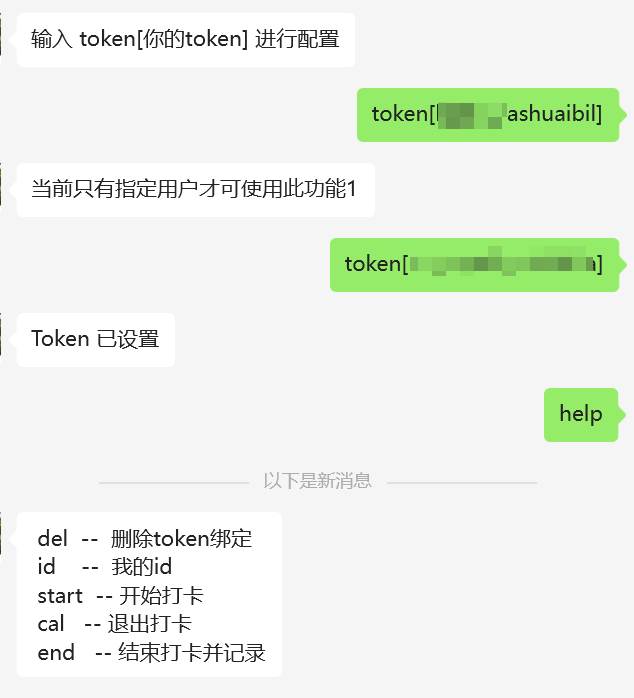 输入 token[你的token] 进行配置
token[ ashuaibil]
当前只有指定用户才可使用此功能1
token[ ]
Token 已设置
help
以下是新消息
del -- 删除token绑定
id -- 我的id
start -- 开始打卡
cal -- 退出打卡
end -- 结束打卡并记录